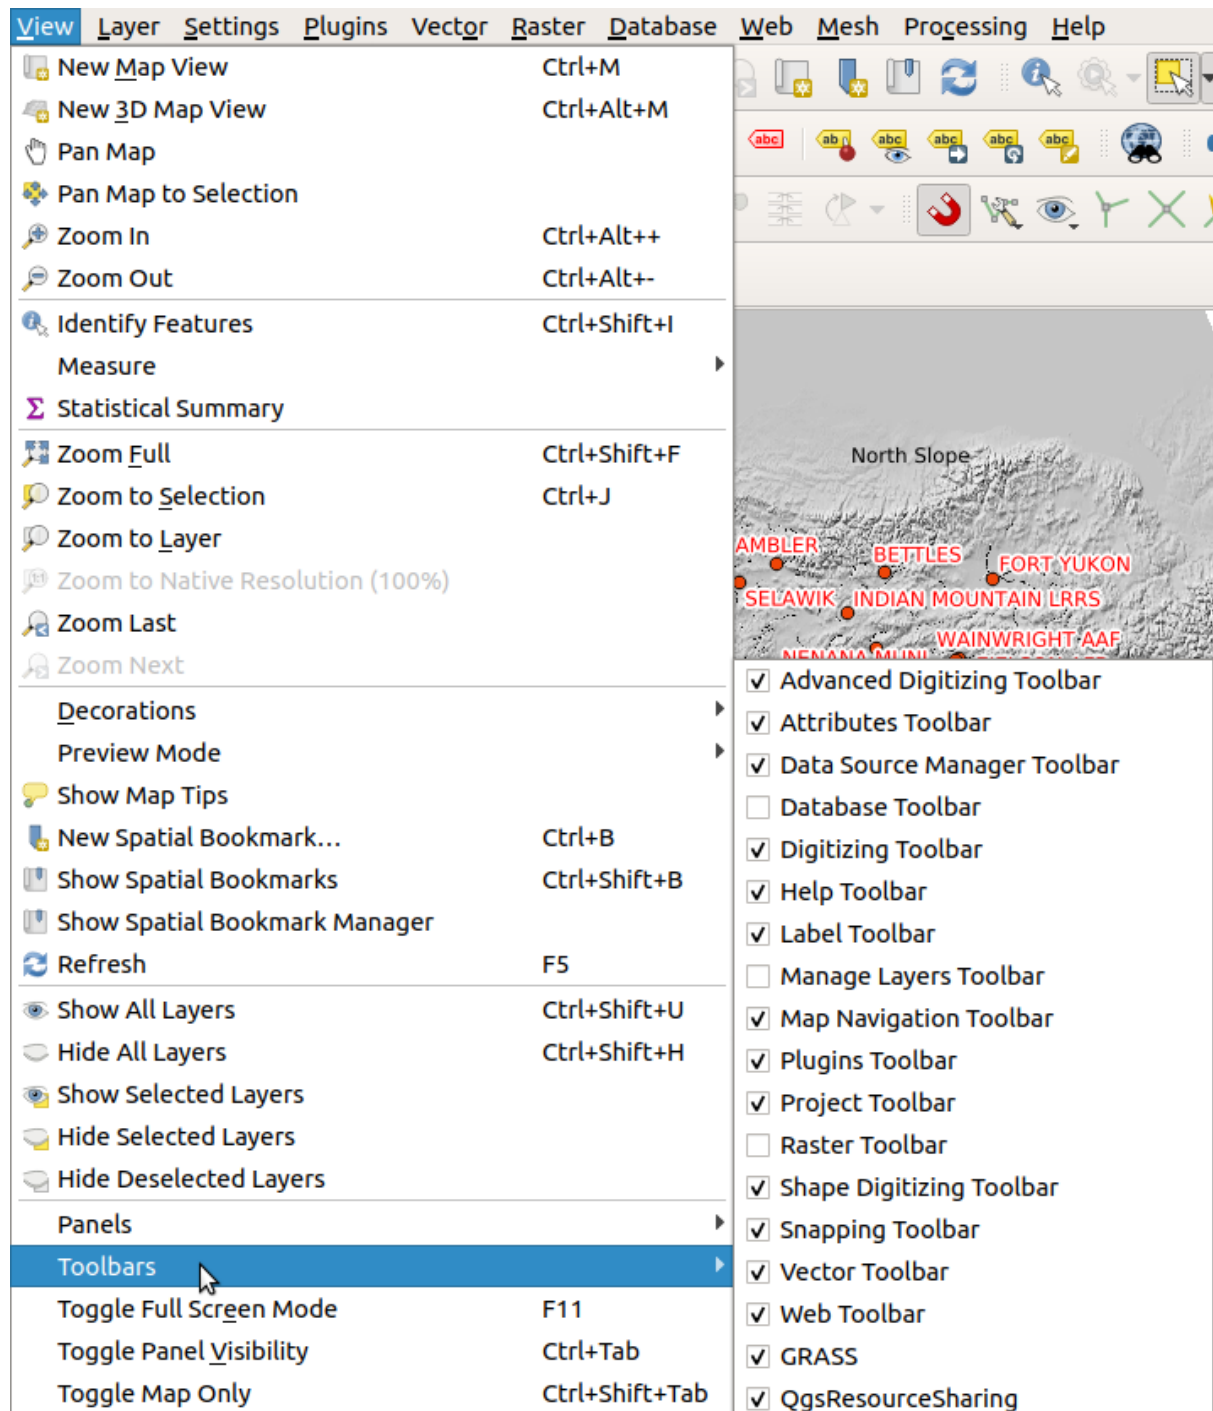 View Layer Settings Plugins Vector Raster Database Web Mesh Processing Help
New Map View Ctrl+M
New 3D Map View Ctrl+Alt+M
Pan Map
Pan Map to Selection
Zoom In Ctrl+Alt++
Zoom Out Ctrl+Alt+-
Identify Features Ctrl+Shift+I
Measure
Statistical Summary
Zoom Full Ctrl+Shift+F
Zoom to Selection Ctrl+J
Zoom to Layer
Zoom to Native Resolution (100%)
Zoom Last
Zoom Next
Decorations
Preview Mode
Show Map Tips
New Spatial Bookmark... Ctrl+B
Show Spatial Bookmarks Ctrl+Shift+B
Show Spatial Bookmark Manager
Refresh F5
Show All Layers Ctrl+Shift+U
Hide All Layers Ctrl+Shift+H
Show Selected Layers
Hide Selected Layers
Hide Deselected Layers
Panels
Toolbars
Toggle Full Screen Mode F11
Toggle Panel Visibility Ctrl+Tab
Toggle Map Only Ctrl+Shift+Tab
abc ab abc abc abc abc
North Slope
AMBLER
BETTLES
FORT YUKON
SELAWIK
INDIAN MOUNTAIN LRRS
WAINWRIGHT AAF
NENANA MUNI
Advanced Digitizing Toolbar
Attributes Toolbar
Data Source Manager Toolbar
Database Toolbar
Digitizing Toolbar
Help Toolbar
Label Toolbar
Manage Layers Toolbar
Map Navigation Toolbar
Plugins Toolbar
Project Toolbar
Raster Toolbar
Shape Digitizing Toolbar
Snapping Toolbar
Vector Toolbar
Web Toolbar
GRASS
QgsResourceSharing